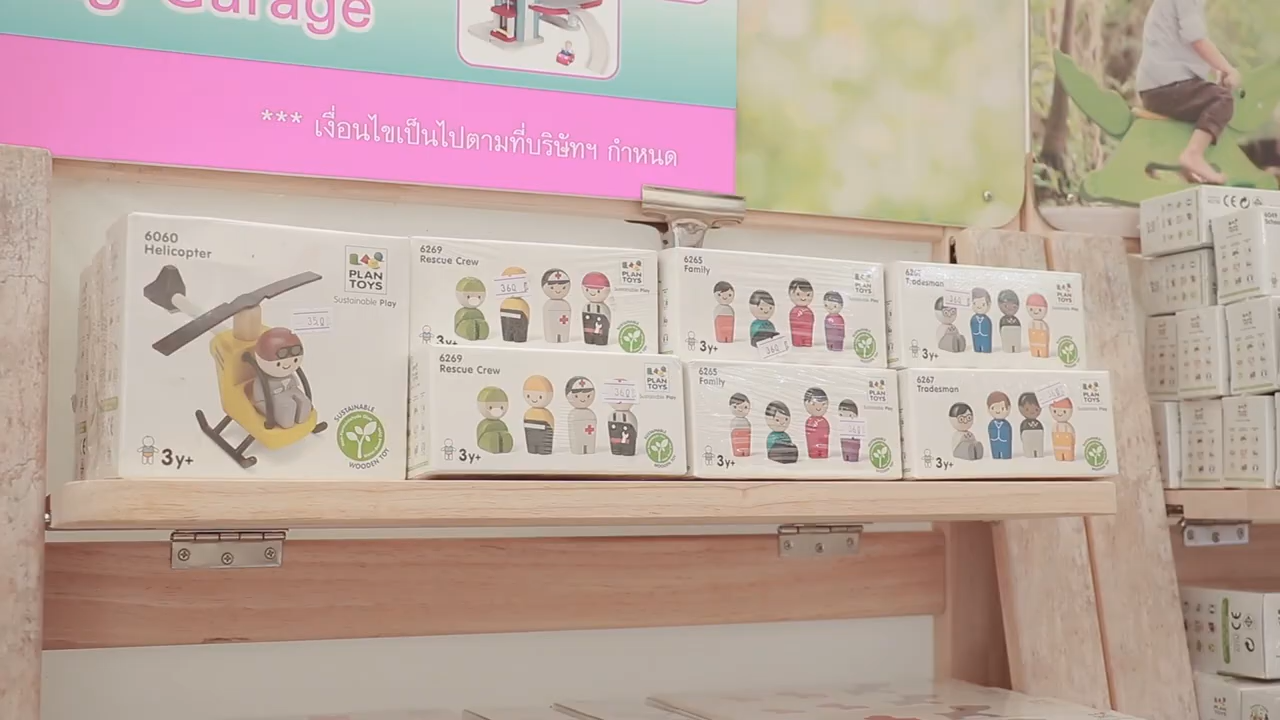 Garage
*** เงื่อนไขเป็นไปตามที่บริษัทฯ กำหนด
6060
Helicopter
PLAN
TOYS
Sustainable Play
350฿
SUSTAINABLE
WOODEN TOY
3y+
6269
Rescue Crew
PLAN
TOYS
360 ฿
3y+
6265
Family
PLAN
TOYS
360 ฿
3y+
Tradesman
PLAN
TOYS
3y+
6269
Rescue Crew
PLAN
TOYS
360฿
3y+
6265
Family
PLAN
TOYS
3y+
6267
Tradesman
PLAN
TOYS
3y+